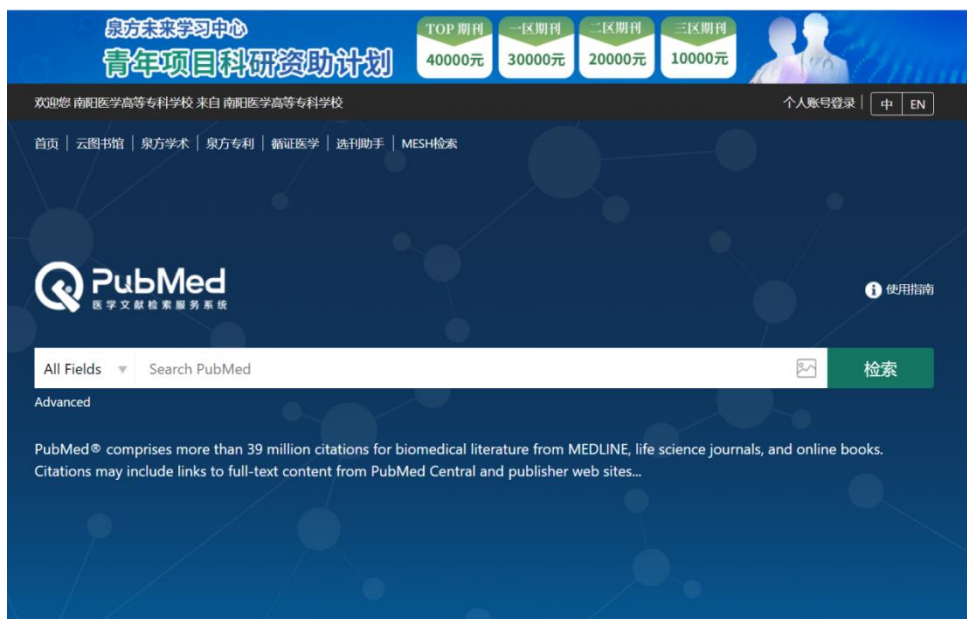 泉方未来学习中心
青年项目科研资助计划
TOP 期刊 一区期刊 二区期刊 三区期刊
40000元 30000元 20000元 10000元
欢迎您 南阳医学高等专科学校 来自 南阳医学高等专科学校
个人账号登录 | 中 EN
首页 | 云图书馆 | 泉方学术 | 泉方专利 | 循证医学 | 选刊助手 | MESH检索
PubMed
医学文献检索服务系统
使用指南
All Fields Search PubMed 检索
Advanced
PubMed® comprises more than 39 million citations for biomedical literature from MEDLINE, life science journals, and online books.
Citations may include links to full-text content from PubMed Central and publisher web sites...